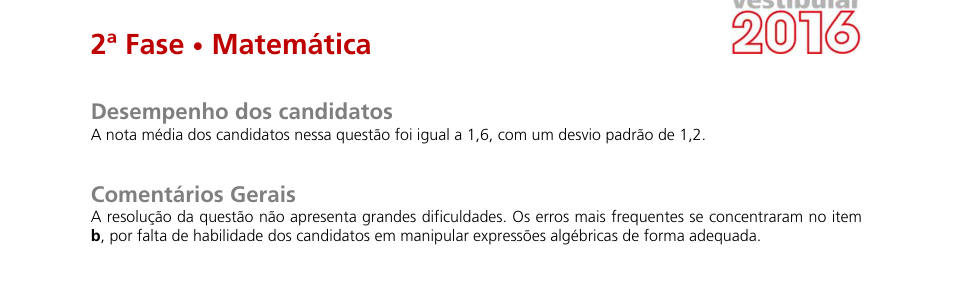 vestibular
2016
2ª Fase • Matemática
Desempenho dos candidatos
A nota média dos candidatos nessa questão foi igual a 1,6, com um desvio padrão de 1,2.
Comentários Gerais
A resolução da questão não apresenta grandes dificuldades. Os erros mais frequentes se concentraram no item
b, por falta de habilidade dos candidatos em manipular expressões algébricas de forma adequada.